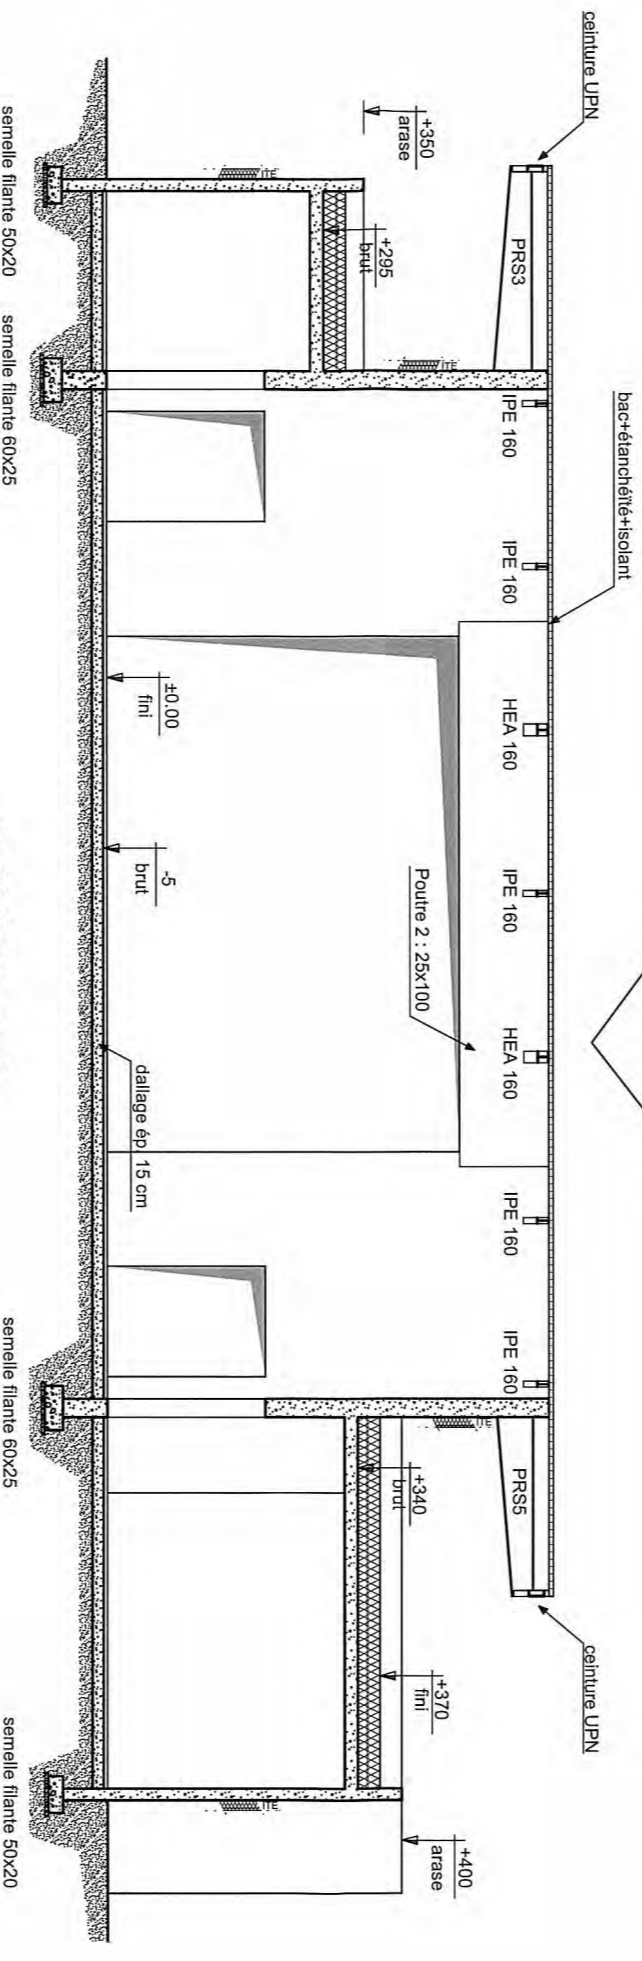 ceinture UPN
bac+étanchéïté+isolant
ceinture UPN
PRS3
IPE 160
IPE 160
HEA 160
IPE 160
HEA 160
IPE 160
IPE 160
PRS5
+350
arase
+295
brut
ITE
ITE
Poutre 2 : 25x100
+340
brut
ITE
+370
fini
+400
arase
ITE
±0.00
fini
-5
brut
dallage ép 15 cm
semelle filante 50x20
semelle filante 60x25
semelle filante 60x25
semelle filante 50x20